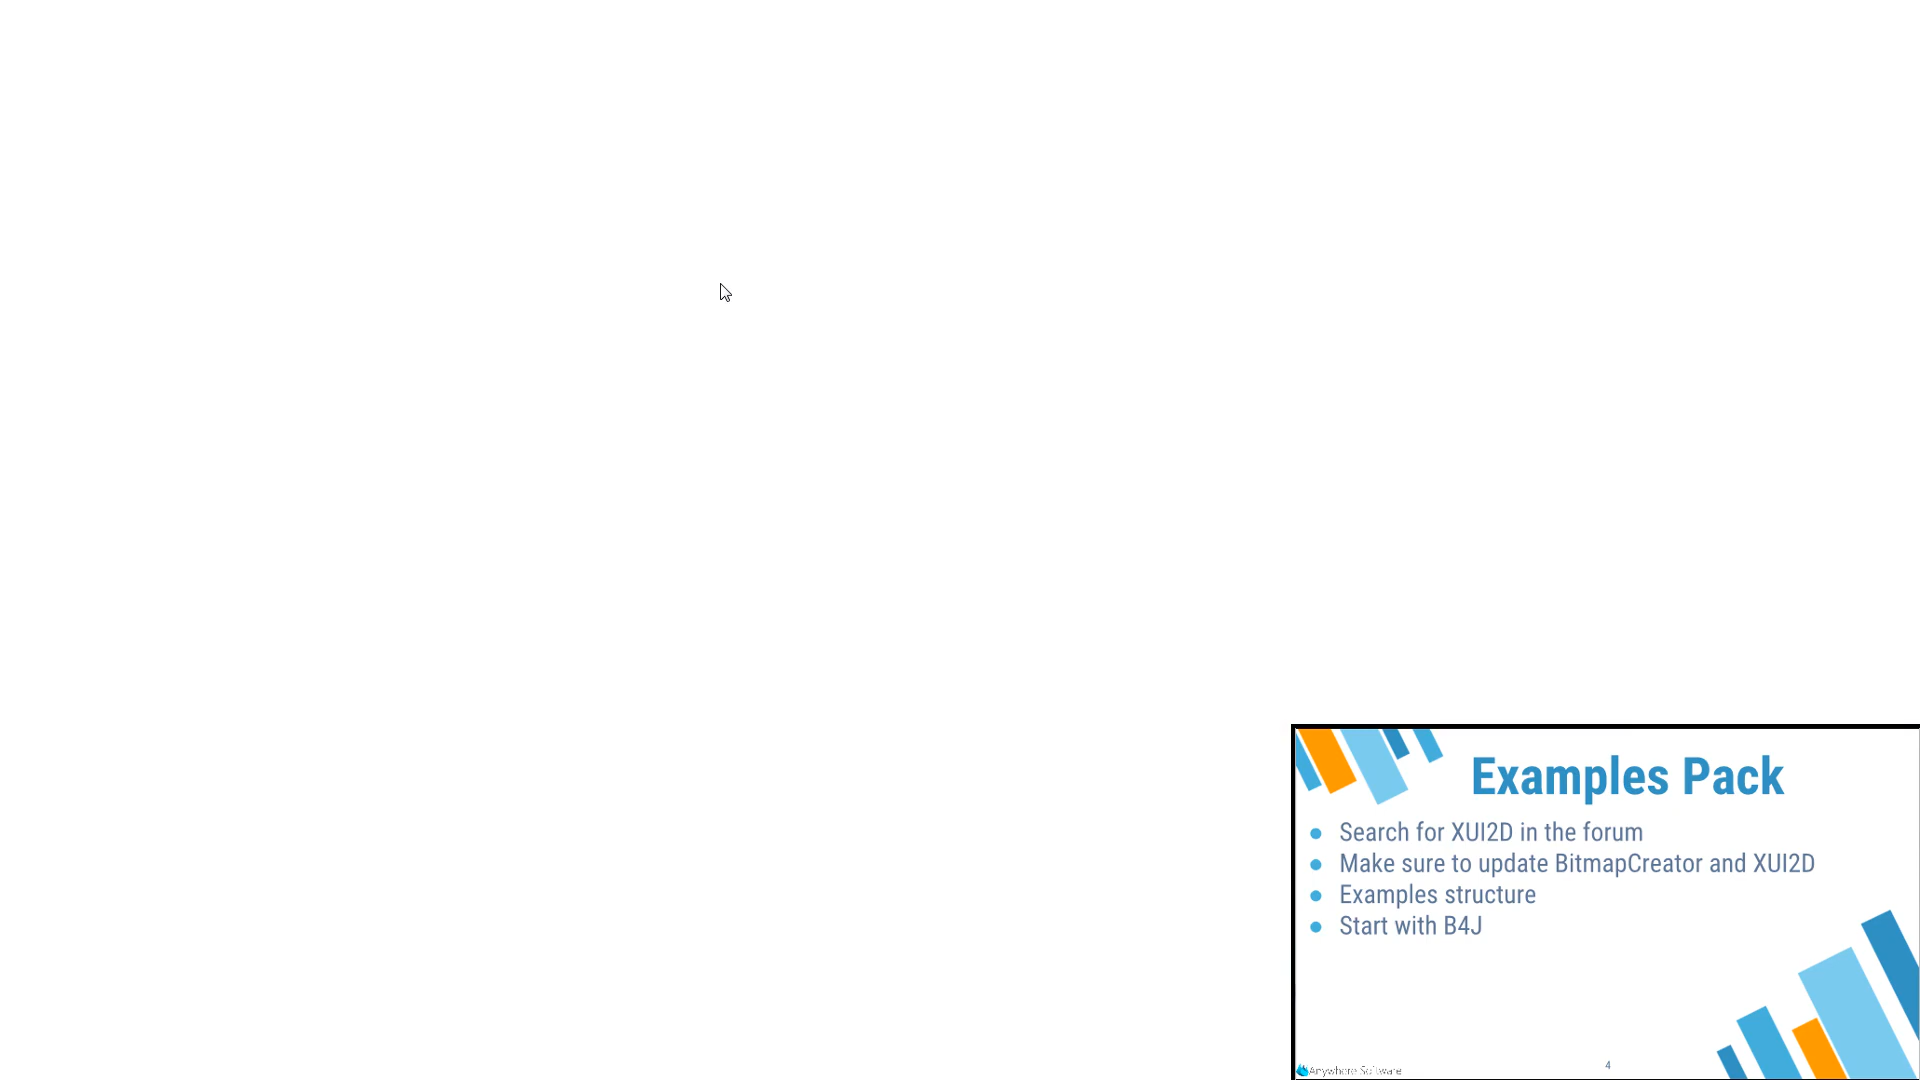 Examples Pack
● Search for XUI2D in the forum
● Make sure to update BitmapCreator and XUI2D
● Examples structure
● Start with B4J
Anywhere Software
4